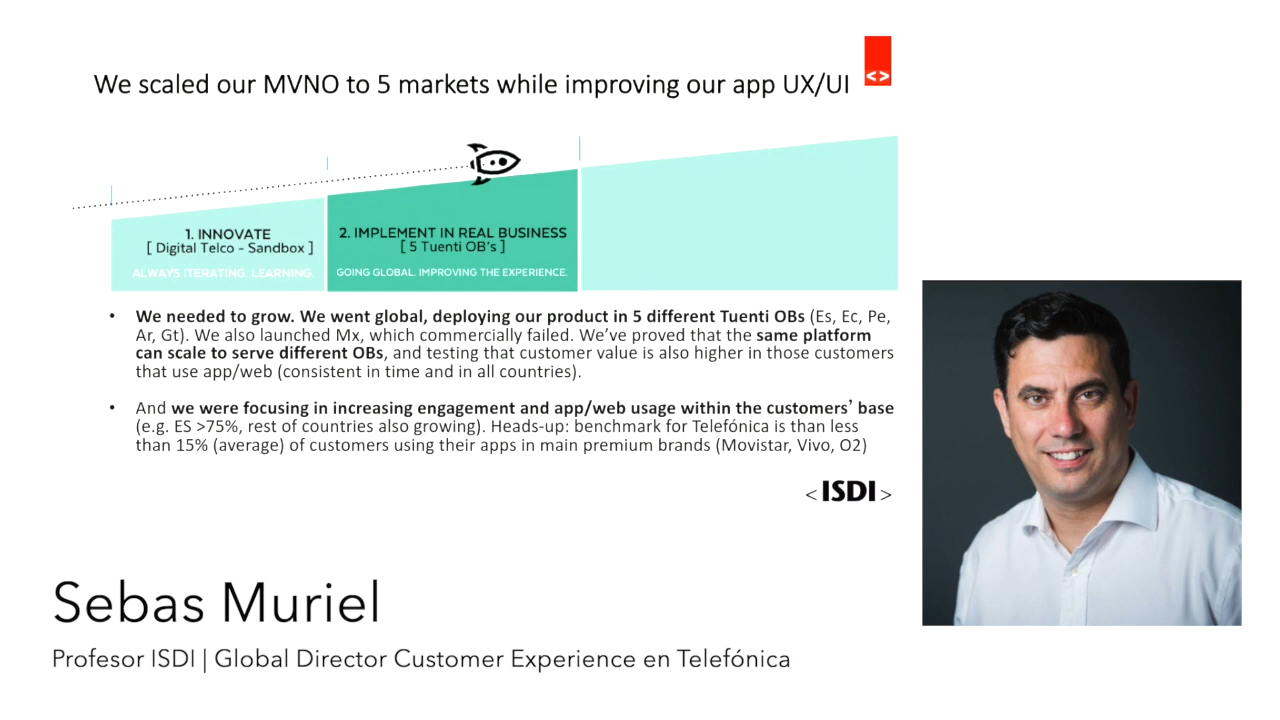 We scaled our MVNO to 5 markets while improving our app UX/UI
<>
1. INNOVATE
[ Digital Telco - Sandbox ]
ALWAYS ITERATING. LEARNING.
2. IMPLEMENT IN REAL BUSINESS
[ 5 Tuenti OB's ]
GOING GLOBAL. IMPROVING THE EXPERIENCE.
• We needed to grow. We went global, deploying our product in 5 different Tuenti OBs (Es, Ec, Pe,
Ar, Gt). We also launched Mx, which commercially failed. We've proved that the same platform
can scale to serve different OBs, and testing that customer value is also higher in those customers
that use app/web (consistent in time and in all countries).
• And we were focusing in increasing engagement and app/web usage within the customers' base
(e.g. ES >75%, rest of countries also growing). Heads-up: benchmark for Telefónica is than less
than 15% (average) of customers using their apps in main premium brands (Movistar, Vivo, O2)
<ISDI>
Sebas Muriel
Profesor ISDI | Global Director Customer Experience en Telefónica